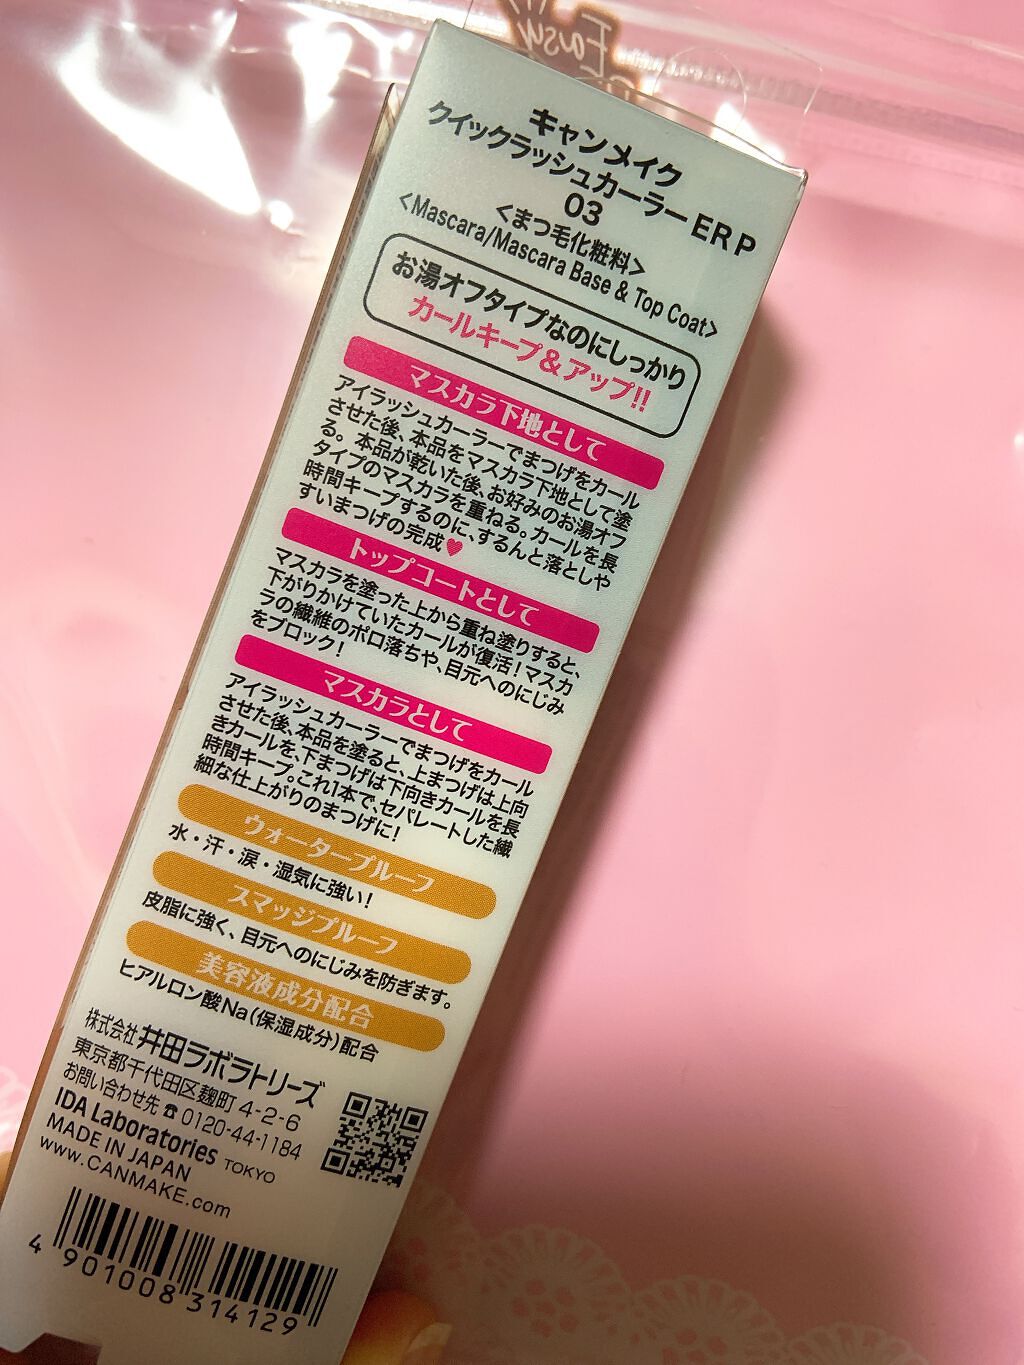 キャンメイク
クイックラッシュカーラー ER P
03
<まつ毛化粧料>
<Mascara/Mascara Base & Top Coat>
お湯オフタイプなのにしっかり
カールキープ&アップ!!
マスカラ下地として
アイラッシュカーラーでまつげをカール
させた後、本品をマスカラ下地として塗
る。本品が乾いた後、お好みのお湯オフ
タイプのマスカラを重ねる。カールを長
時間キープするのに、するんと落としや
すいまつげの完成♥
トップコートとして
マスカラを塗った上から重ね塗りすると、
下がりかけていたカールが復活!マスカ
ラの繊維のポロ落ちや、目元へのにじみ
をブロック!
マスカラとして
アイラッシュカーラーでまつげをカール
させた後、本品を塗ると、上まつげは上向
きカールを、下まつげは下向きカールを長
時間キープ。これ1本で、セパレートした繊
細な仕上がりのまつげに!
ウォータープルーフ
水・汗・涙・湿気に強い!
スマッジプルーフ
皮脂に強く、目元へのにじみを防ぎます。
美容液成分配合
ヒアルロン酸Na(保湿成分)配合
株式会社 井田ラボラトリーズ
東京都千代田区麹町 4-2-6
お問い合わせ先 ☎ 0120-44-1184
IDA Laboratories TOKYO
MADE IN JAPAN
www.CANMAKE.com
4 901008 314129
Easy